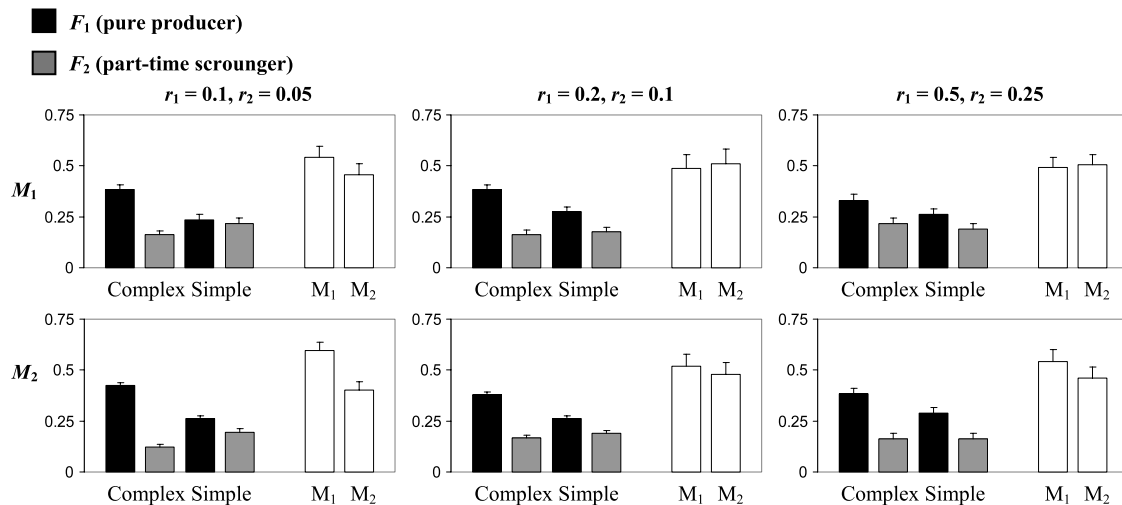 F1 (pure producer)
F2 (part-time scrounger)
r1 = 0.1, r2 = 0.05
r1 = 0.2, r2 = 0.1
r1 = 0.5, r2 = 0.25
M1
0.75
0.5
0.25
0
Complex Simple M1 M2
0.75
0.5
0.25
0
Complex Simple M1 M2
0.75
0.5
0.25
0
Complex Simple M1 M2
M2
0.75
0.5
0.25
0
Complex Simple M1 M2
0.75
0.5
0.25
0
Complex Simple M1 M2
0.75
0.5
0.25
0
Complex Simple M1 M2